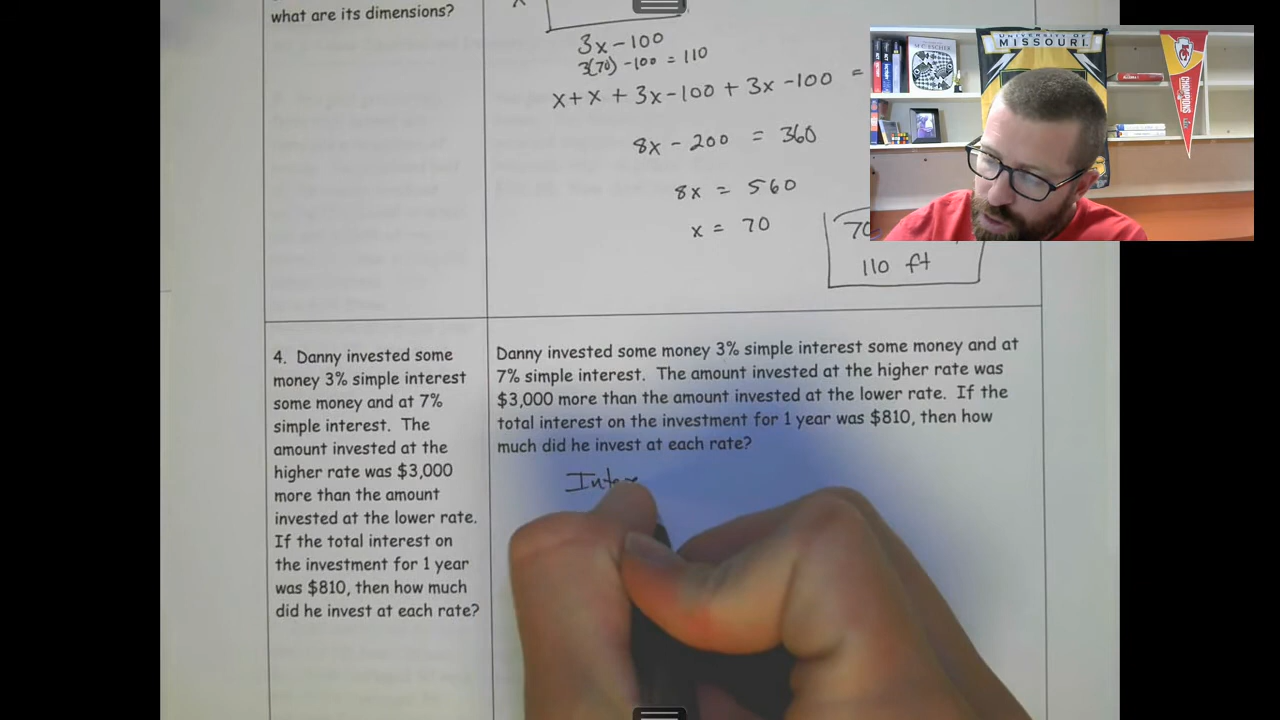 what are its dimensions?
3x-100
3(70) -100 = 110
x+x + 3x-100 + 3x -100 =
8x - 200 = 360
8x = 560
x = 70
70
110 ft
UNIVERSITY OF
MISSOURI.
M.C. ESCHER
CHAMPIONS
4. Danny invested some
money 3% simple interest
some money and at 7%
simple interest. The
amount invested at the
higher rate was $3,000
more than the amount
invested at the lower rate.
If the total interest on
the investment for 1 year
was $810, then how much
did he invest at each rate?
Danny invested some money 3% simple interest some money and at
7% simple interest. The amount invested at the higher rate was
$3,000 more than the amount invested at the lower rate. If the
total interest on the investment for 1 year was $810, then how
much did he invest at each rate?
Inte